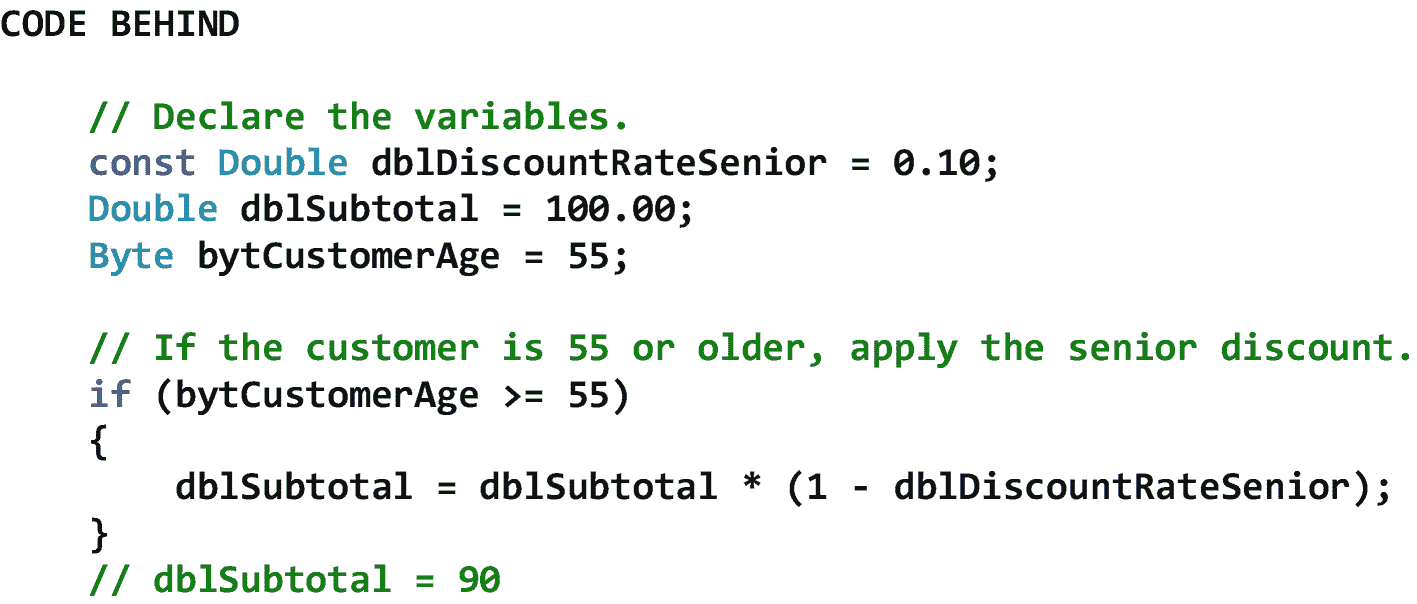 CODE BEHIND
// Declare the variables.
const Double dblDiscountRateSenior = 0.10;
Double dblSubtotal = 100.00;
Byte bytCustomerAge = 55;
// If the customer is 55 or older, apply the senior discount.
if (bytCustomerAge >= 55)
{
dblSubtotal = dblSubtotal * (1 - dblDiscountRateSenior);
}
// dblSubtotal = 90